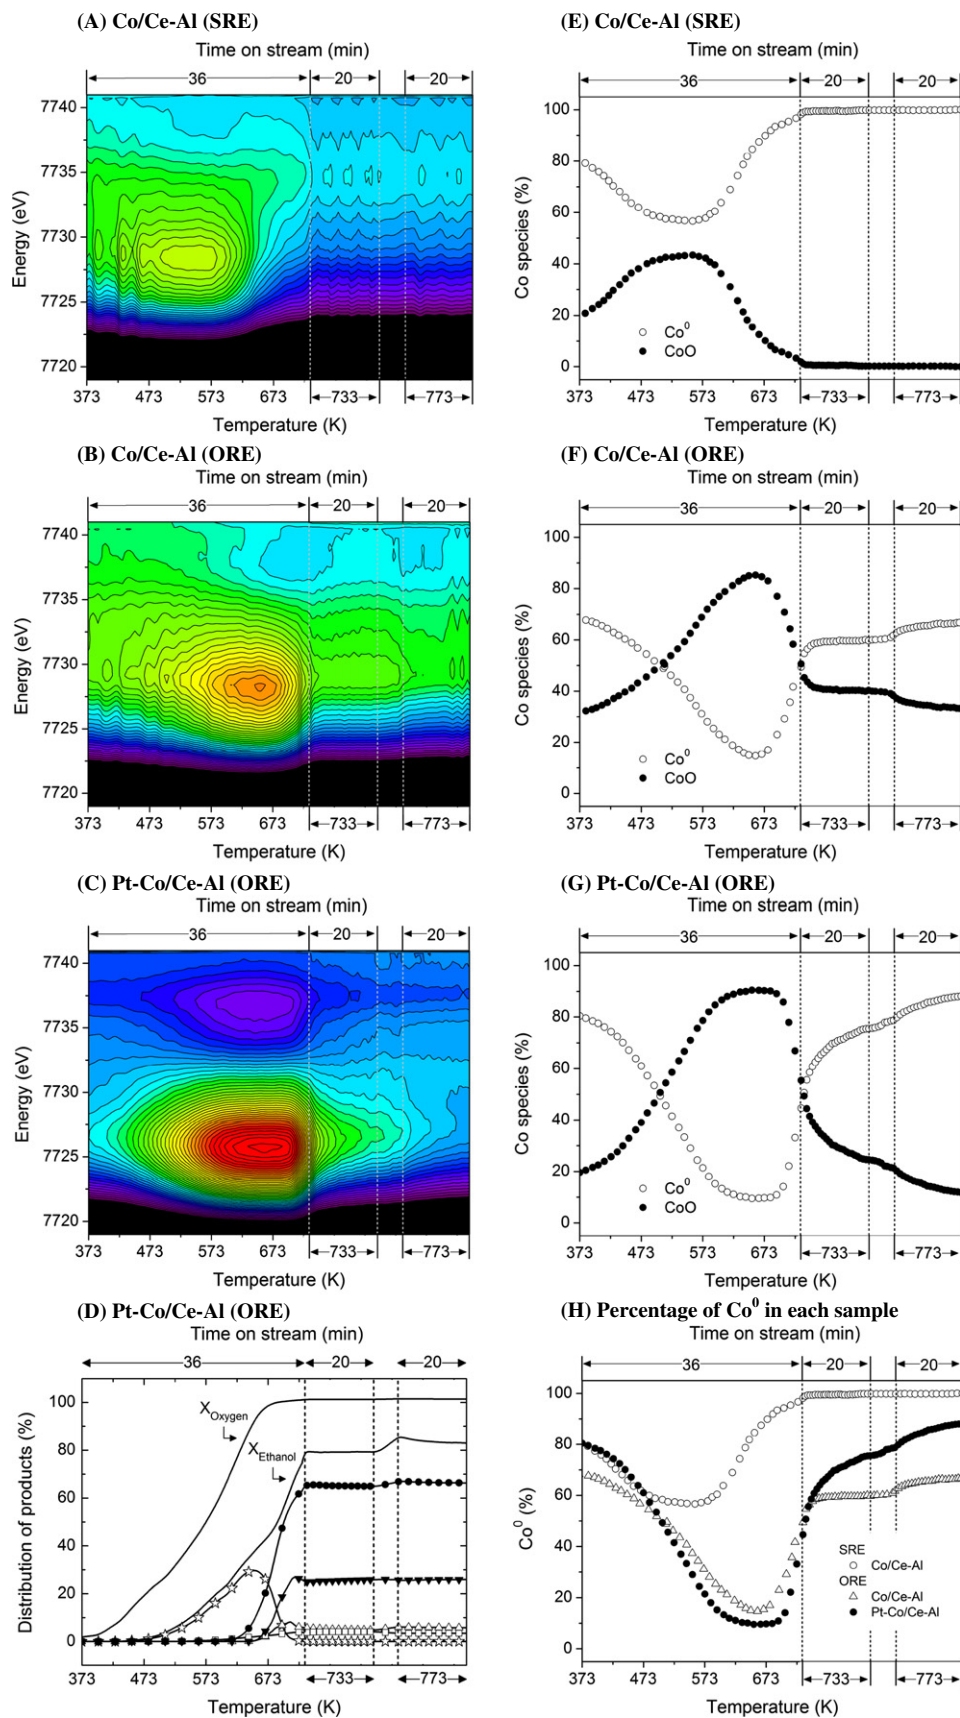 (A) Co/Ce-Al (SRE)
Time on stream (min)
36 20 20
Energy (eV)
7740
7735
7730
7725
7720
373 473 573 673 733 773
Temperature (K)
(E) Co/Ce-Al (SRE)
Time on stream (min)
36 20 20
Co species (%)
100
80
60
40
20
0
Co⁰
CoO
373 473 573 673 733 773
Temperature (K)
(B) Co/Ce-Al (ORE)
Time on stream (min)
36 20 20
Energy (eV)
7740
7735
7730
7725
7720
373 473 573 673 733 773
Temperature (K)
(F) Co/Ce-Al (ORE)
Time on stream (min)
36 20 20
Co species (%)
100
80
60
40
20
0
Co⁰
CoO
373 473 573 673 733 773
Temperature (K)
(C) Pt-Co/Ce-Al (ORE)
Time on stream (min)
36 20 20
Energy (eV)
7740
7735
7730
7725
7720
373 473 573 673 733 773
Temperature (K)
(G) Pt-Co/Ce-Al (ORE)
Time on stream (min)
36 20 20
Co species (%)
100
80
60
40
20
0
Co⁰
CoO
373 473 573 673 733 773
Temperature (K)
(D) Pt-Co/Ce-Al (ORE)
Time on stream (min)
36 20 20
Distribution of products (%)
100
80
60
40
20
0
X Oxygen
X Ethanol
373 473 573 673 733 773
Temperature (K)
(H) Percentage of Co⁰ in each sample
Time on stream (min)
36 20 20
Co⁰ (%)
100
80
60
40
20
0
SRE
Co/Ce-Al
ORE
Co/Ce-Al
Pt-Co/Ce-Al
373 473 573 673 733 773
Temperature (K)